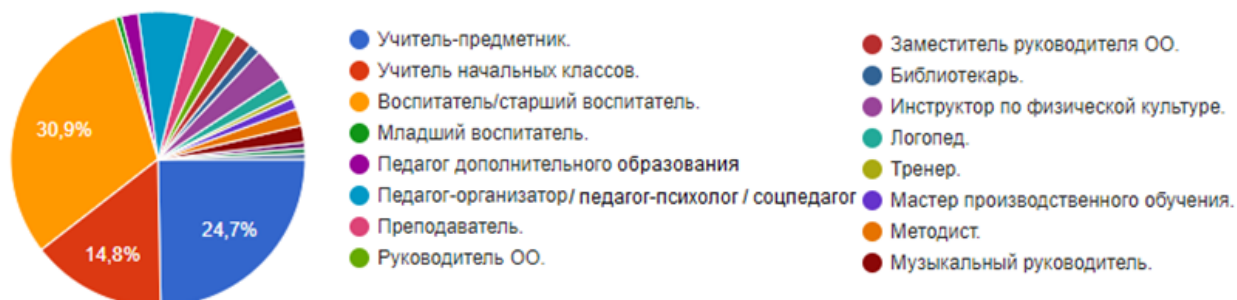 30,9%
14,8%
24,7%
Учитель-предметник.
Учитель начальных классов.
Воспитатель/старший воспитатель.
Младший воспитатель.
Педагог дополнительного образования
Педагог-организатор/ педагог-психолог / соцпедагог
Преподаватель.
Руководитель ОО.
Заместитель руководителя ОО.
Библиотекарь.
Инструктор по физической культуре.
Логопед.
Тренер.
Мастер производственного обучения.
Методист.
Музыкальный руководитель.